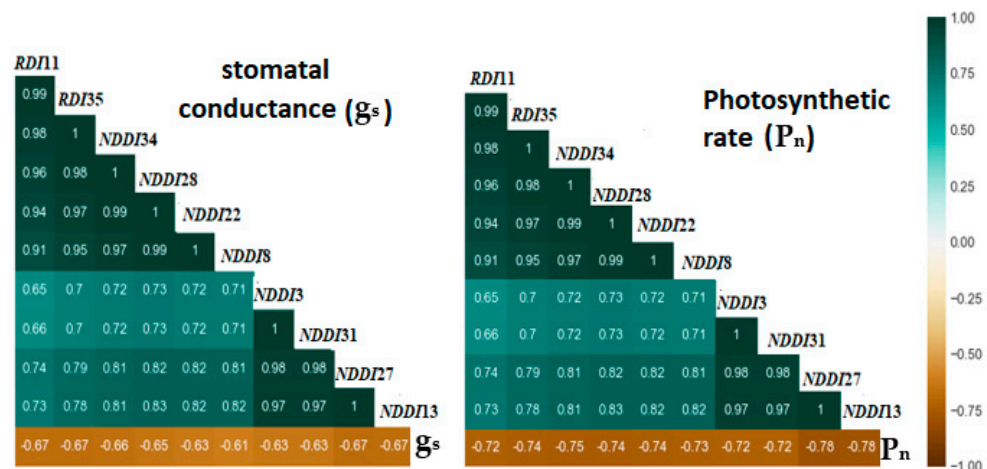 stomatal
conductance (gs)
RDI11
0.99 RDI35
0.98 1 NDDI34
0.96 0.98 1 NDDI28
0.94 0.97 0.99 1 NDDI22
0.91 0.95 0.97 0.99 1 NDDI8
0.65 0.7 0.72 0.73 0.72 0.71 NDDI3
0.66 0.7 0.72 0.73 0.72 0.71 1 NDDI31
0.74 0.79 0.81 0.82 0.82 0.81 0.98 0.98 NDDI27
0.73 0.78 0.81 0.83 0.82 0.82 0.97 0.97 1 NDDI13
-0.67 -0.67 -0.66 -0.65 -0.63 -0.61 -0.63 -0.63 -0.67 -0.67 gs
Photosynthetic
rate (Pn)
RDI11
0.99 RDI35
0.98 1 NDDI34
0.96 0.98 1 NDDI28
0.94 0.97 0.99 1 NDDI22
0.91 0.95 0.97 0.99 1 NDDI8
0.65 0.7 0.72 0.73 0.72 0.71 NDDI3
0.66 0.7 0.72 0.73 0.72 0.71 1 NDDI31
0.74 0.79 0.81 0.82 0.82 0.81 0.98 0.98 NDDI27
0.73 0.78 0.81 0.83 0.82 0.82 0.97 0.97 1 NDDI13
-0.72 -0.74 -0.75 -0.74 -0.74 -0.73 -0.72 -0.72 -0.78 -0.78 Pn
1.00
0.75
0.50
0.25
0.00
-0.25
-0.50
-0.75
-1.00